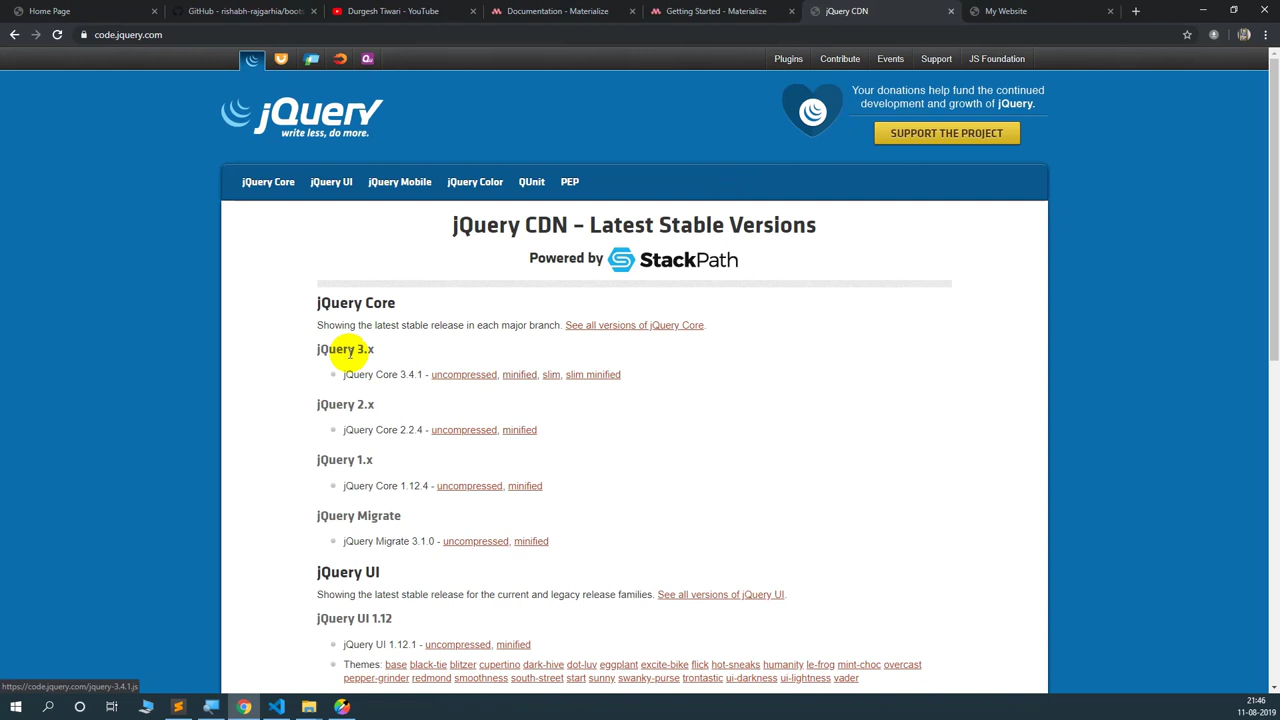 Home Page
GitHub - rishabh-rajgarhia/boots
Durgesh Tiwari - YouTube
Documentation - Materialize
Getting Started - Materialize
jQuery CDN
My Website
code.jquery.com
Plugins
Contribute
Events
Support
JS Foundation
jQuery
write less, do more.
Your donations help fund the continued
development and growth of jQuery.
SUPPORT THE PROJECT
jQuery Core
jQuery UI
jQuery Mobile
jQuery Color
QUnit
PEP
jQuery CDN – Latest Stable Versions
Powered by StackPath
jQuery Core
Showing the latest stable release in each major branch. See all versions of jQuery Core.
jQuery 3.x
jQuery Core 3.4.1 - uncompressed, minified, slim, slim minified
jQuery 2.x
jQuery Core 2.2.4 - uncompressed, minified
jQuery 1.x
jQuery Core 1.12.4 - uncompressed, minified
jQuery Migrate
jQuery Migrate 3.1.0 - uncompressed, minified
jQuery UI
Showing the latest stable release for the current and legacy release families. See all versions of jQuery UI.
jQuery UI 1.12
jQuery UI 1.12.1 - uncompressed, minified
Themes: base black-tie blitzer cupertino dark-hive dot-luv eggplant excite-bike flick hot-sneaks humanity le-frog mint-choc overcast
pepper-grinder redmond smoothness south-street start sunny swanky-purse trontastic ui-darkness ui-lightness vader
https://code.jquery.com/jquery-3.4.1.js
21:46
11-08-2019